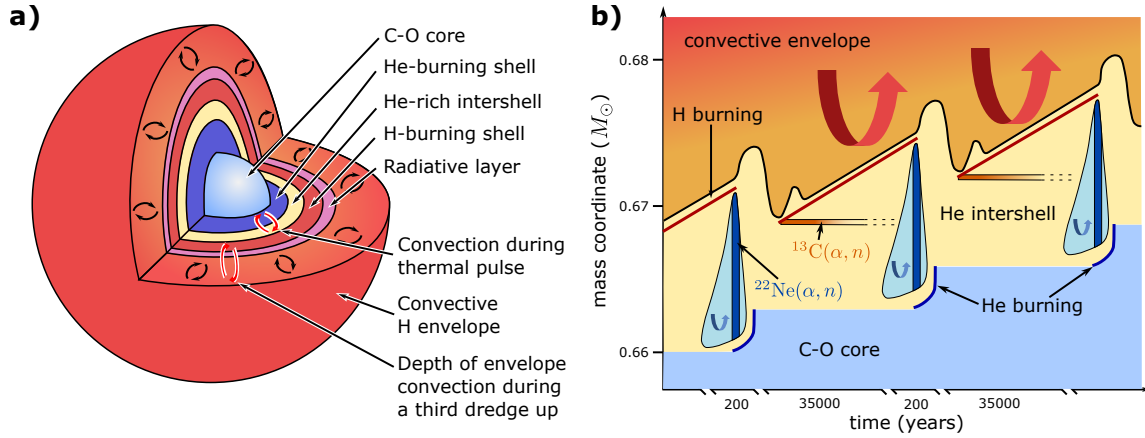 a)
C-O core
He-burning shell
He-rich intershell
H-burning shell
Radiative layer
Convection during
thermal pulse
Convective
H envelope
Depth of envelope
convection during
a third dredge up
b)
mass coordinate (M☉)
0.68
0.67
0.66
convective envelope
H burning
He intershell
¹³C(α, n)
²²Ne(α, n)
He burning
C-O core
200
35000
200
35000
time (years)